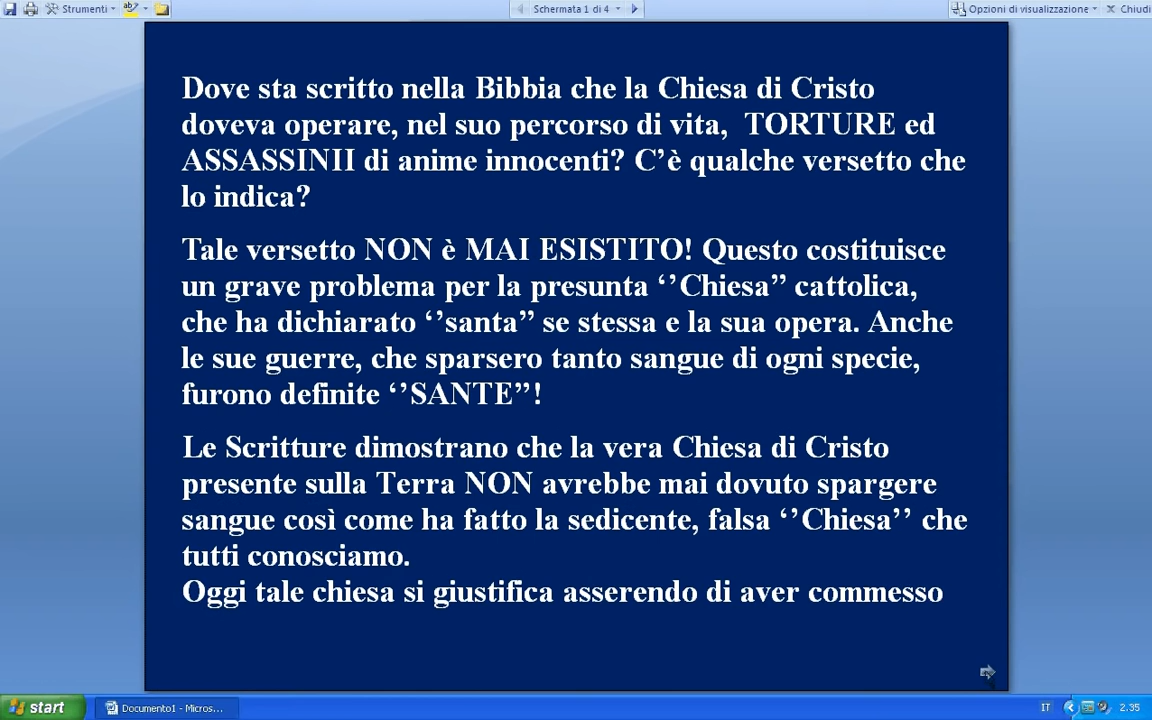 Strumenti
Schermata 1 di 4
Opzioni di visualizzazione
Chiudi
Dove sta scritto nella Bibbia che la Chiesa di Cristo
doveva operare, nel suo percorso di vita, TORTURE ed
ASSASSINII di anime innocenti? C’è qualche versetto che
lo indica?
Tale versetto NON è MAI ESISTITO! Questo costituisce
un grave problema per la presunta ‘’Chiesa’’ cattolica,
che ha dichiarato ‘’santa’’ se stessa e la sua opera. Anche
le sue guerre, che sparsero tanto sangue di ogni specie,
furono definite ‘’SANTE’’!
Le Scritture dimostrano che la vera Chiesa di Cristo
presente sulla Terra NON avrebbe mai dovuto spargere
sangue così come ha fatto la sedicente, falsa ‘’Chiesa’’ che
tutti conosciamo.
Oggi tale chiesa si giustifica asserendo di aver commesso
start
Documento1 - Micros...
IT
2.35